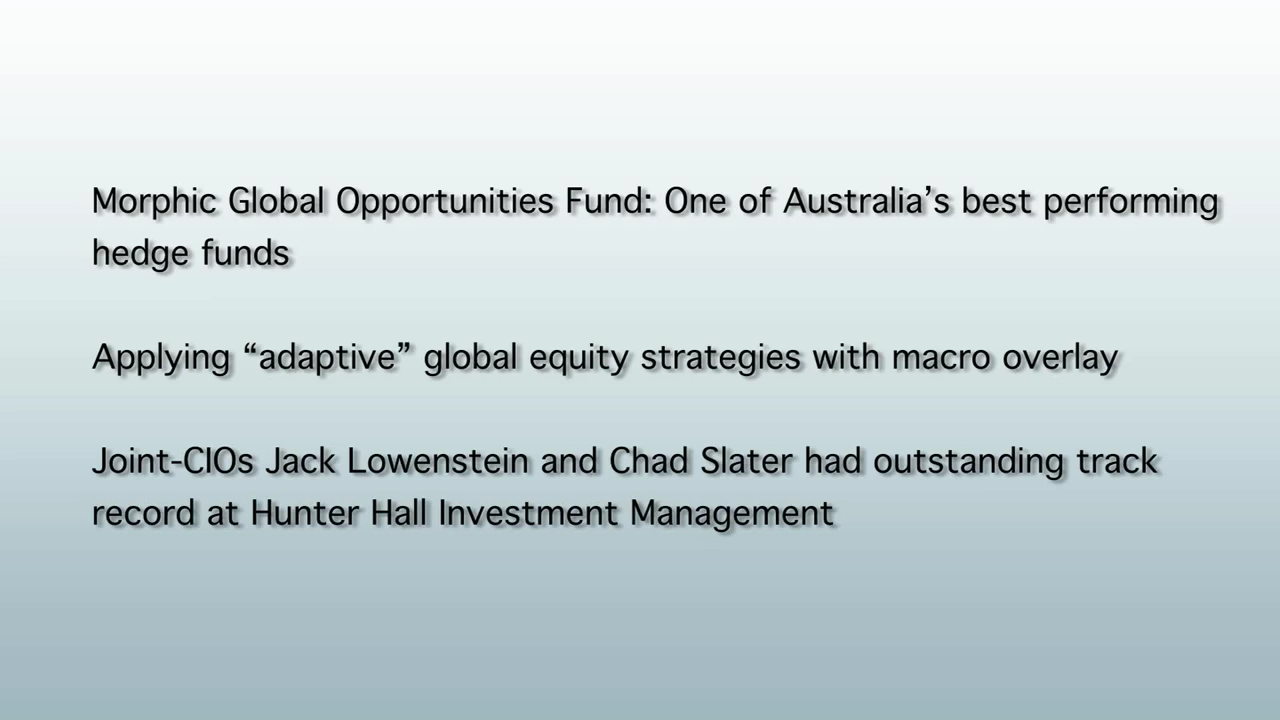 Morphic Global Opportunities Fund: One of Australia’s best performing
hedge funds
Applying “adaptive” global equity strategies with macro overlay
Joint-CIOs Jack Lowenstein and Chad Slater had outstanding track
record at Hunter Hall Investment Management